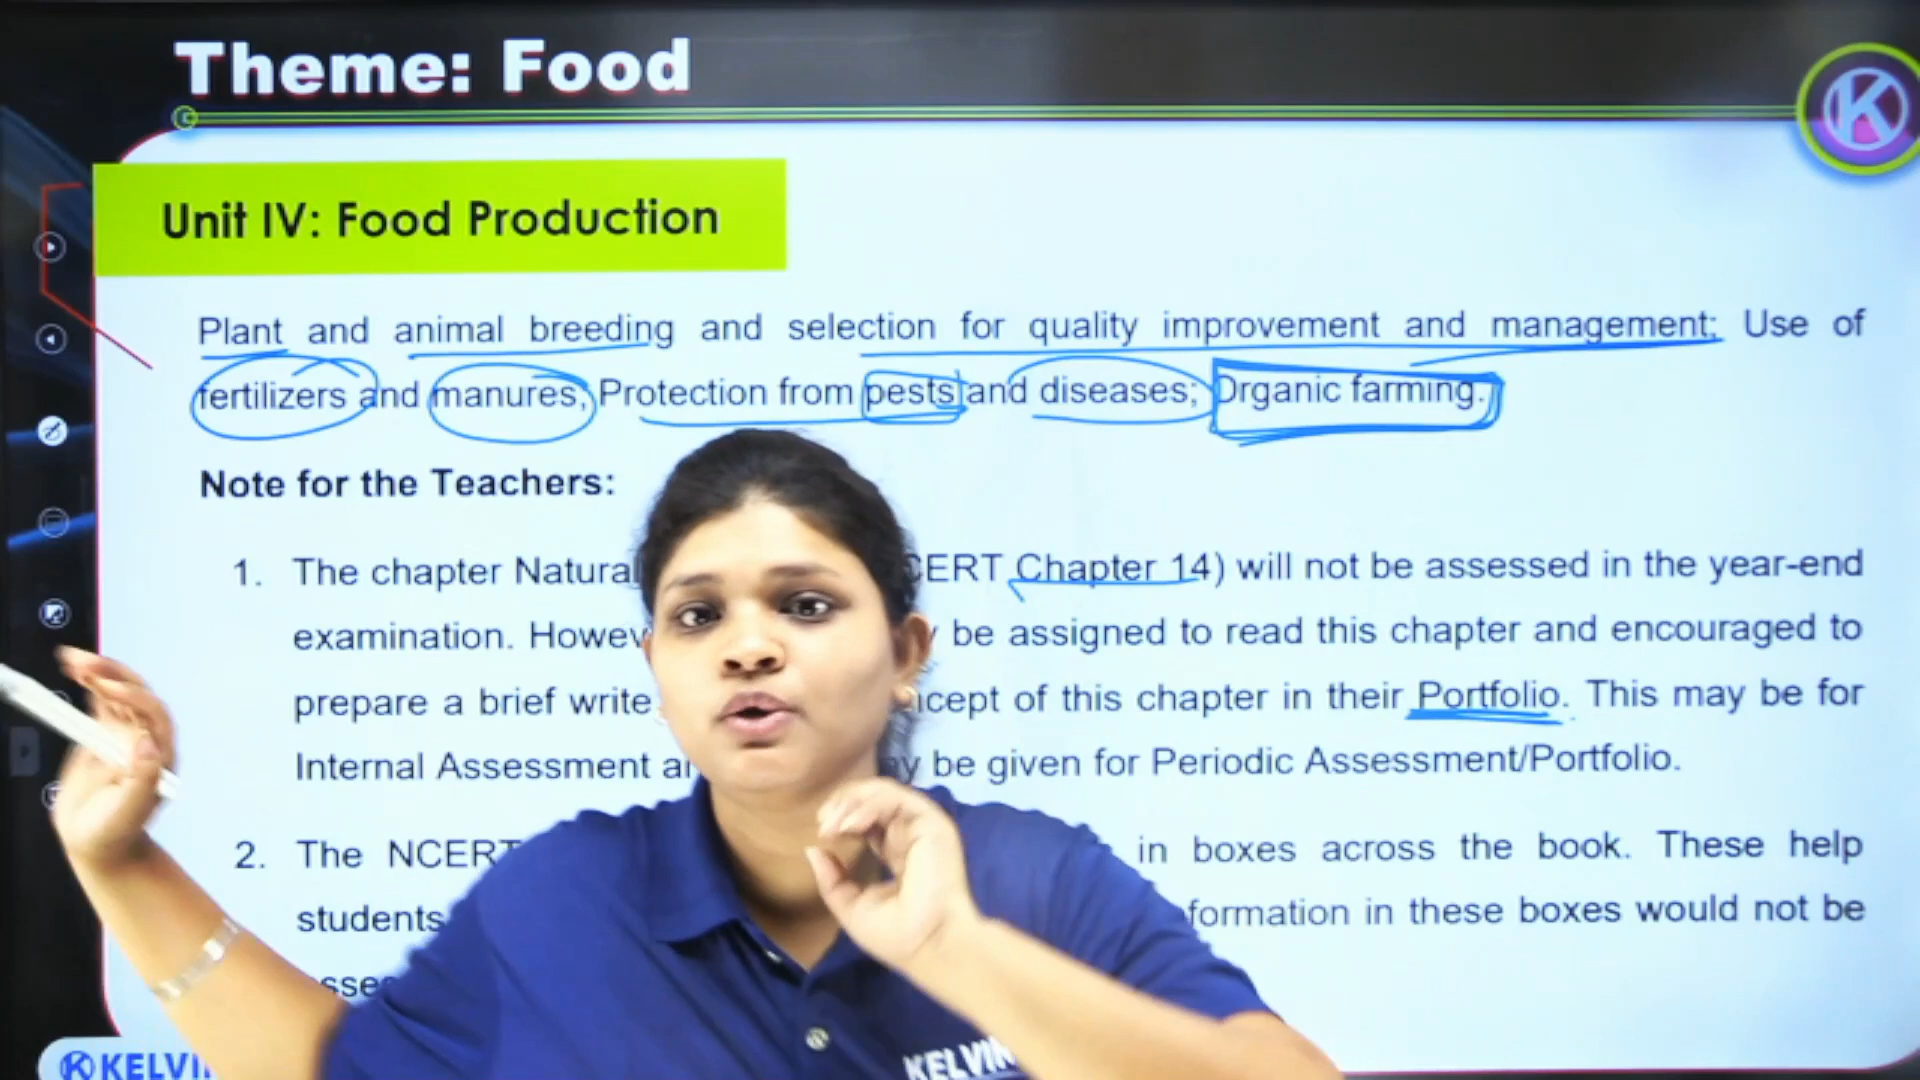 Theme: Food
K
Unit IV: Food Production
Plant and animal breeding and selection for quality improvement and management; Use of
fertilizers and manures; Protection from pests and diseases; Organic farming.
Note for the Teachers:
1. The chapter Natural CERT Chapter 14) will not be assessed in the year-end
examination. be assigned to read this chapter and encouraged to
prepare a brief write of this chapter in their Portfolio. This may be for
Internal Assessment be given for Periodic Assessment/Portfolio.
2. The NCERT in boxes across the book. These help
students formation in these boxes would not be
K KELVI
KELVIN